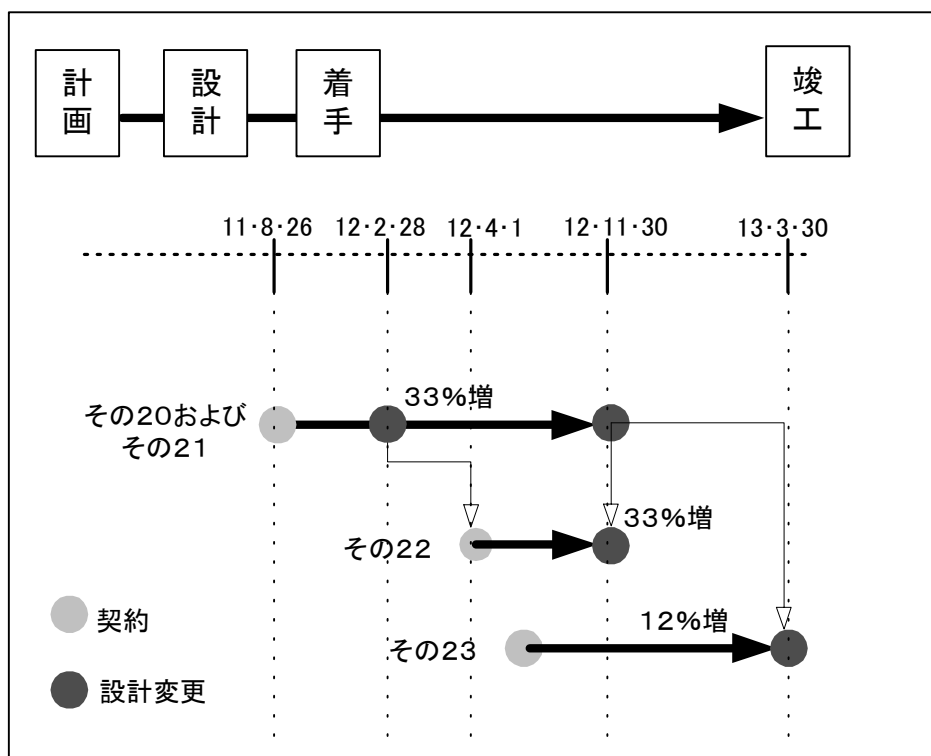 計画
設計
着手
竣工
11・8・26
12・2・28
12・4・1
12・11・30
13・3・30
33%増
その20および
その21
33%増
その22
12%増
その23
契約
設計変更